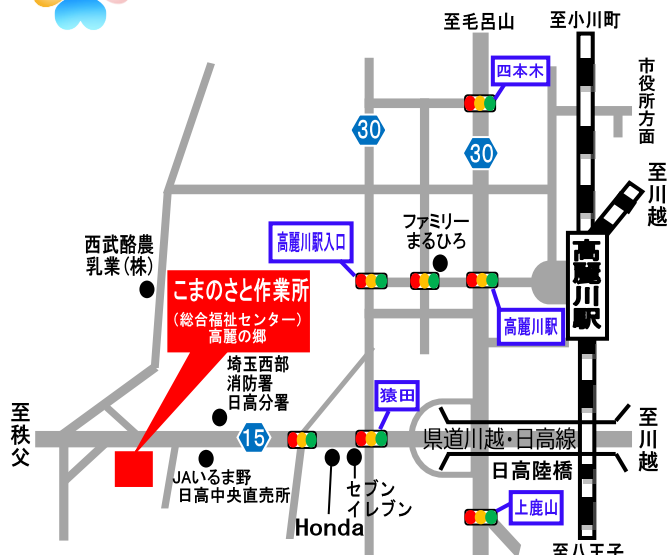 至毛呂山
至小川町
四本木
市役所方面
30
30
至川越
ファミリー
まるひろ
西武酪農
乳業(株)
高麗川駅入口
高麗川駅
こまのさと作業所
(総合福祉センター)
高麗の郷
高麗川駅
埼玉西部
消防署
日高分署
猿田
至秩父
15
県道川越・日高線
至川越
JAいるま野
日高中央直売所
セブン
イレブン
日高陸橋
Honda
上鹿山
至八王子